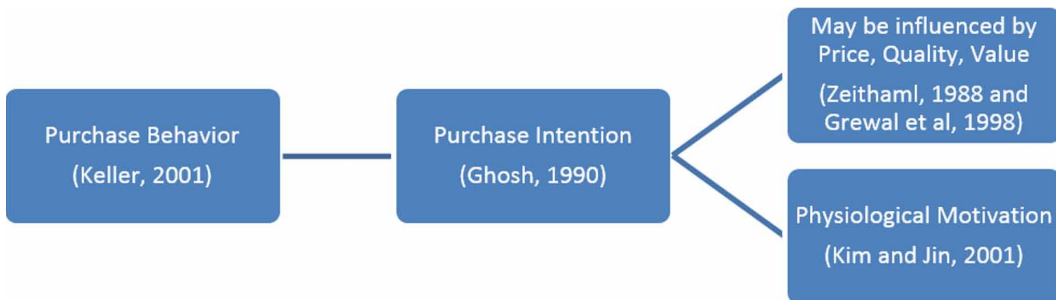 Purchase Behavior
(Keller, 2001)
Purchase Intention
(Ghosh, 1990)
May be influenced by
Price, Quality, Value
(Zeithaml, 1988 and
Grewal et al, 1998)
Physiological Motivation
(Kim and Jin, 2001)